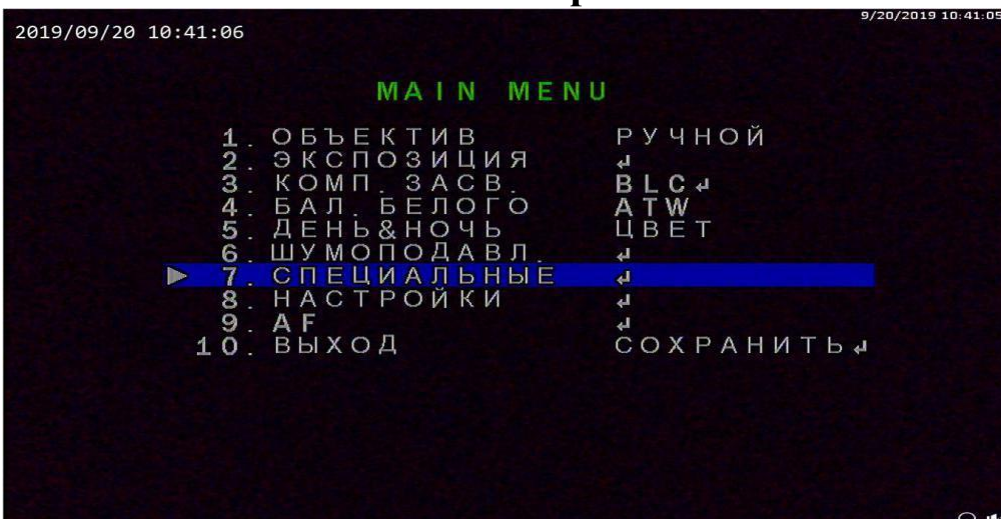 9/20/2019 10:41:05
2019/09/20 10:41:06
MAIN MENU
1. ОБЪЕКТИВ РУЧНОЙ
2. ЭКСПОЗИЦИЯ ↲
3. КОМП. ЗАСВ. BLC↲
4. БАЛ. БЕЛОГО ATW
5. ДЕНЬ&НОЧЬ ЦВЕТ
6. ШУМОПОДАВЛ. ↲
7. СПЕЦИАЛЬНЫЕ ↲
8. НАСТРОЙКИ ↲
9. AF ↲
10. ВЫХОД СОХРАНИТЬ↲